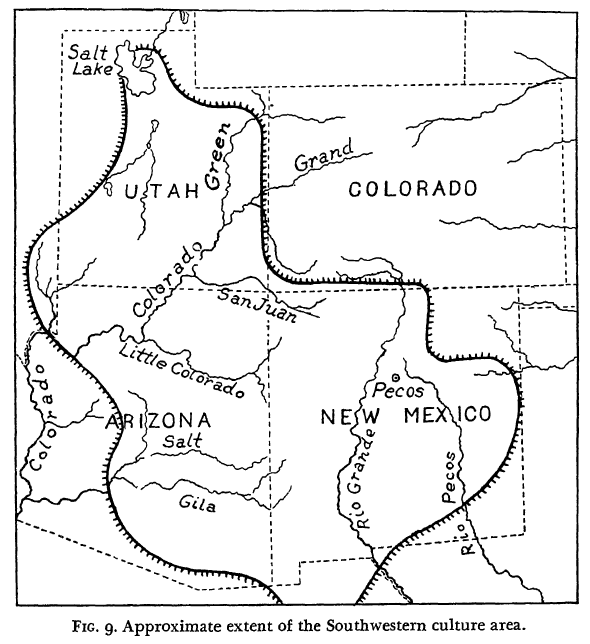 Salt
Lake
UTAH
Green
Grand
COLORADO
Colorado
San Juan
Little Colorado
Colorado
ARIZONA
Salt
Gila
Pecos
NEW MEXICO
Rio Grande
Rio Pecos
FIG. 9. Approximate extent of the Southwestern culture area.